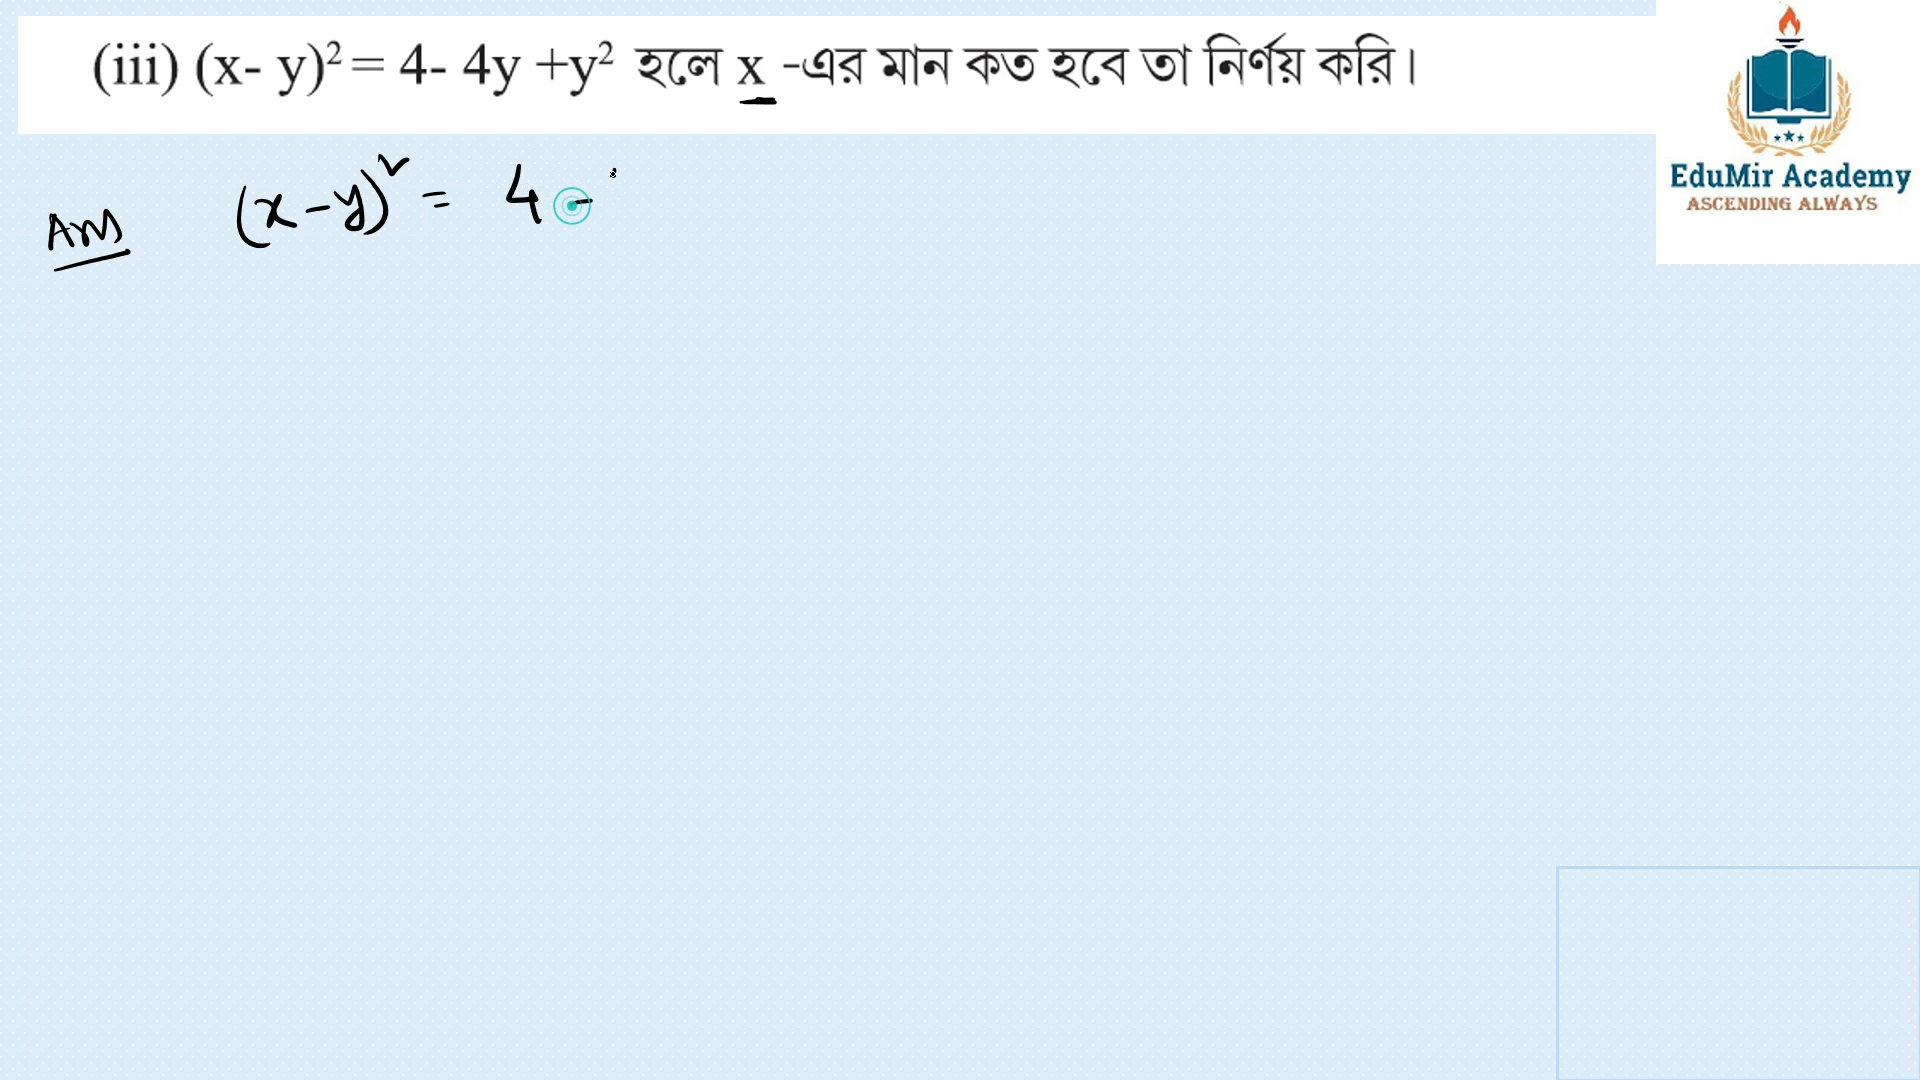 (iii) (x- y)²= 4- 4y +y² হলে x -এর মান কত হবে তা নির্ণয় করি।
EduMir Academy
ASCENDING ALWAYS
Ans (x-y)² = 4 -